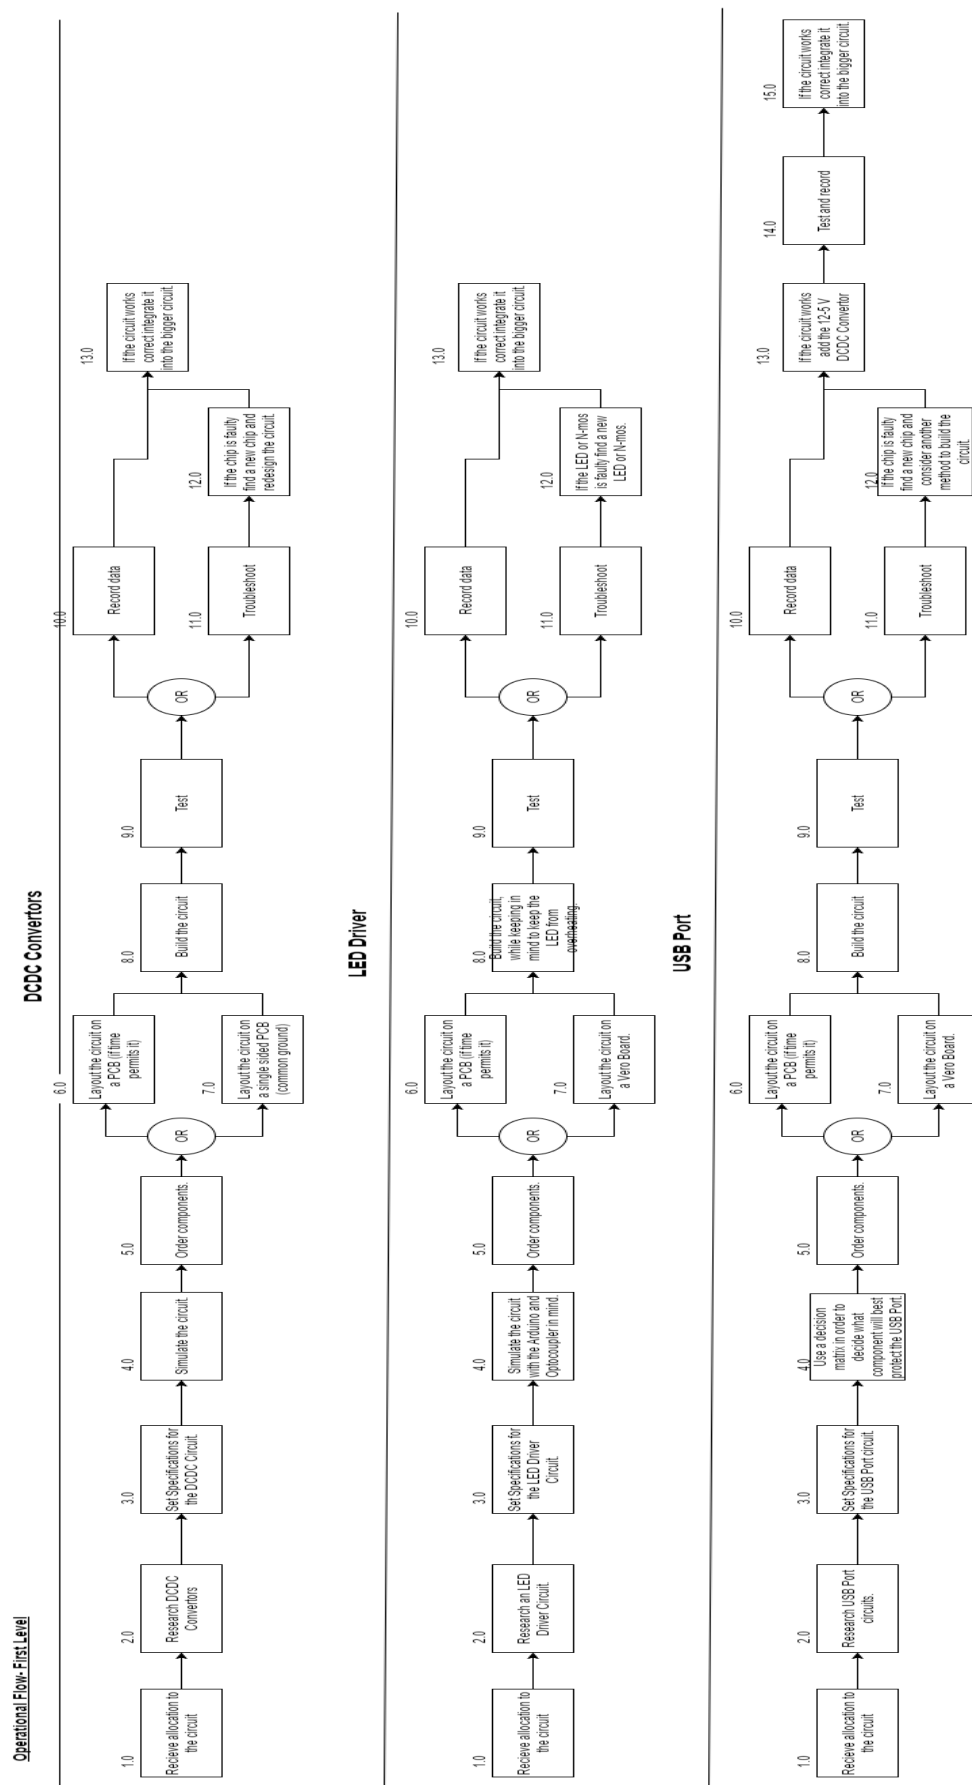 Operational Flow- First Level
DCDC Convertors
1.0
Recieve allocation to
the circuit
2.0
Research DCDC
Convertors
3.0
Set Specifications for
the DCDC Circuit.
4.0
Simulate the circuit.
5.0
Order components.
OR
6.0
Layout the circuit on
a PCB (if time
permits it)
7.0
Layout the circuit on
a single sided PCB
(common ground)
8.0
Build the circuit
9.0
Test
OR
10.0
Record data
11.0
Troubleshoot
12.0
If the chip is faulty
find a new chip and
redesign the circuit.
13.0
If the circuit works
correct integrate it
into the bigger circuit.
LED Driver
1.0
Recieve allocation to
the circuit
2.0
Research an LED
Driver Circuit.
3.0
Set Specifications for
the LED Driver
Circuit.
4.0
Simulate the circuit
with the Arduino and
Optocoupler in mind.
5.0
Order components.
OR
6.0
Layout the circuit on
a PCB (if time
permits it)
7.0
Layout the circuit on
a Vero Board.
8.0
Build the circuit,
while keeping in
mind to keep the
LED from
overheating.
9.0
Test
OR
10.0
Record data
11.0
Troubleshoot
12.0
If the LED or N-mos
is faulty find a new
LED or N-mos.
13.0
If the circuit works
correct integrate it
into the bigger circuit.
USB Port
1.0
Recieve allocation to
the circuit
2.0
Research USB Port
circuits.
3.0
Set Specifications for
the USB Port circuit.
4.0
Use a decision
matrix in order to
decide what
component will best
protect the USB Port.
5.0
Order components.
OR
6.0
Layout the circuit on
a PCB (if time
permits it)
7.0
Layout the circuit on
a Vero Board.
8.0
Build the circuit
9.0
Test
OR
10.0
Record data
11.0
Troubleshoot
12.0
If the chip is faulty
find a new chip and
consider another
method to build the
circuit.
13.0
If the circuit works
add the 12-5 V
DCDC Convertor
14.0
Test and record
15.0
If the circuit works
correct integrate it
into the bigger circuit.